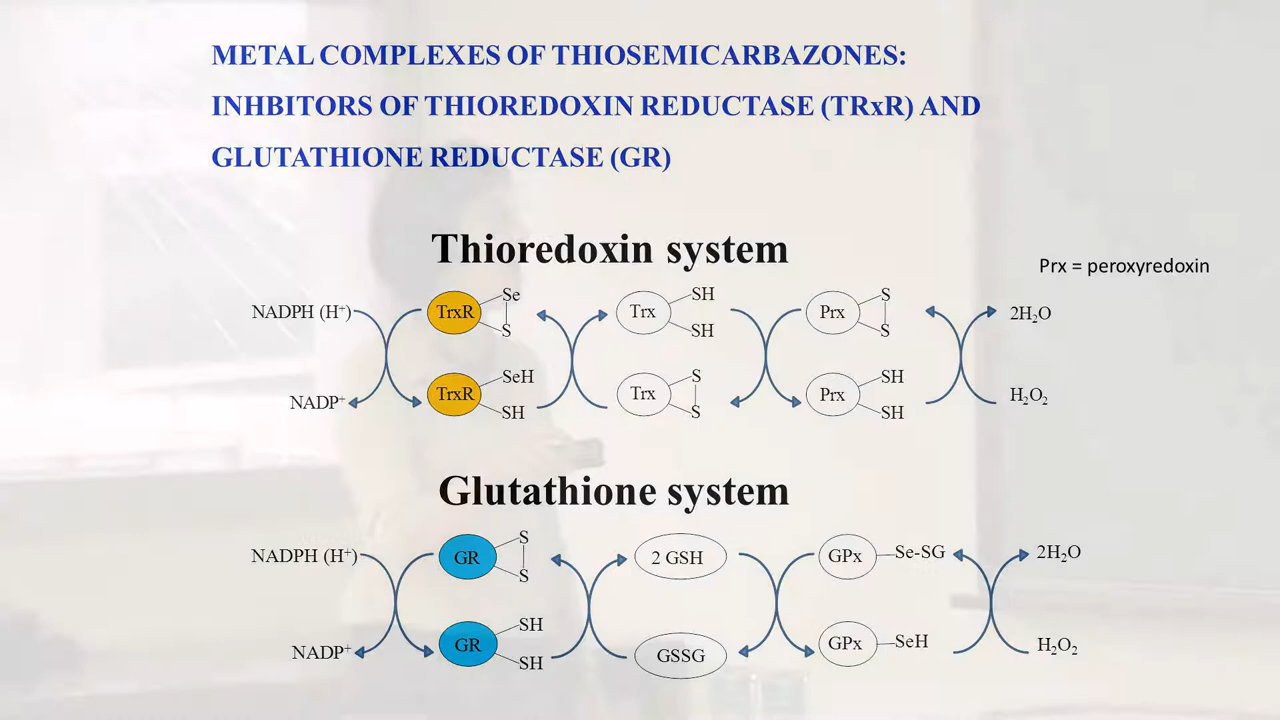 METAL COMPLEXES OF THIOSEMICARBAZONES:
INHBITORS OF THIOREDOXIN REDUCTASE (TRxR) AND
GLUTATHIONE REDUCTASE (GR)
Thioredoxin system
Prx = peroxyredoxin
NADPH (H⁺) TrxR Se S Trx SH SH Prx S S 2H₂O
NADP⁺ TrxR SeH SH Trx S S Prx SH SH H₂O₂
Glutathione system
NADPH (H⁺) GR S S 2 GSH GPx Se-SG 2H₂O
NADP⁺ GR SH SH GSSG GPx SeH H₂O₂